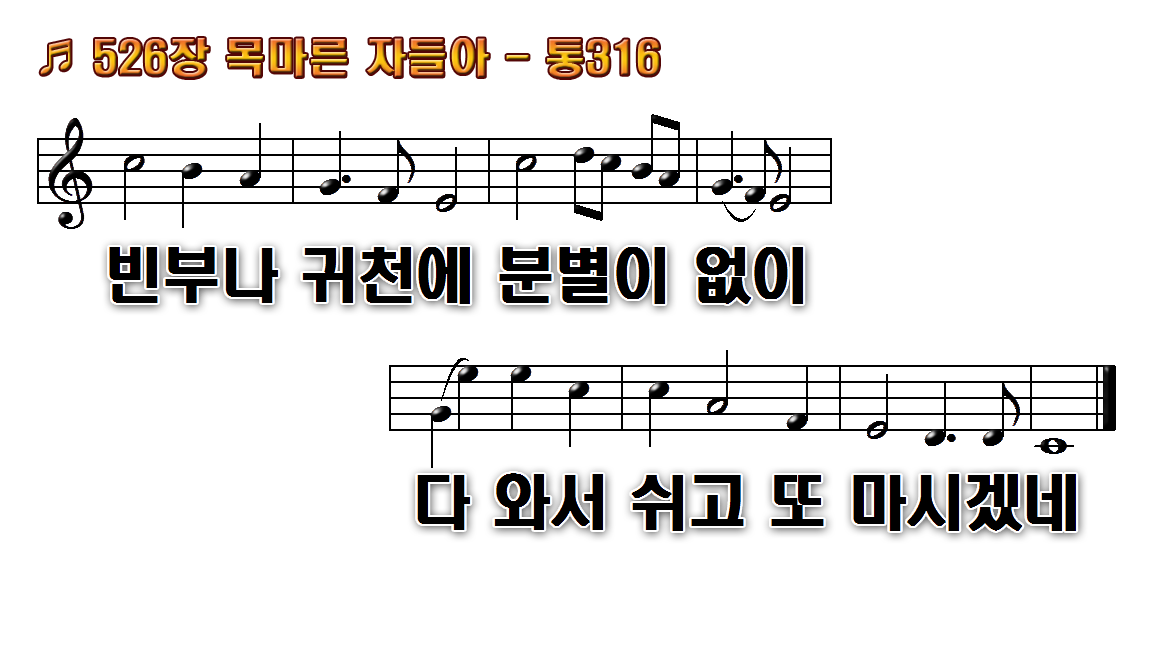 ♬ 526장 목마른 자들아 - 통316
빈부나 귀천에 분별이 없이
다 와서 쉬고 또 마시겠네